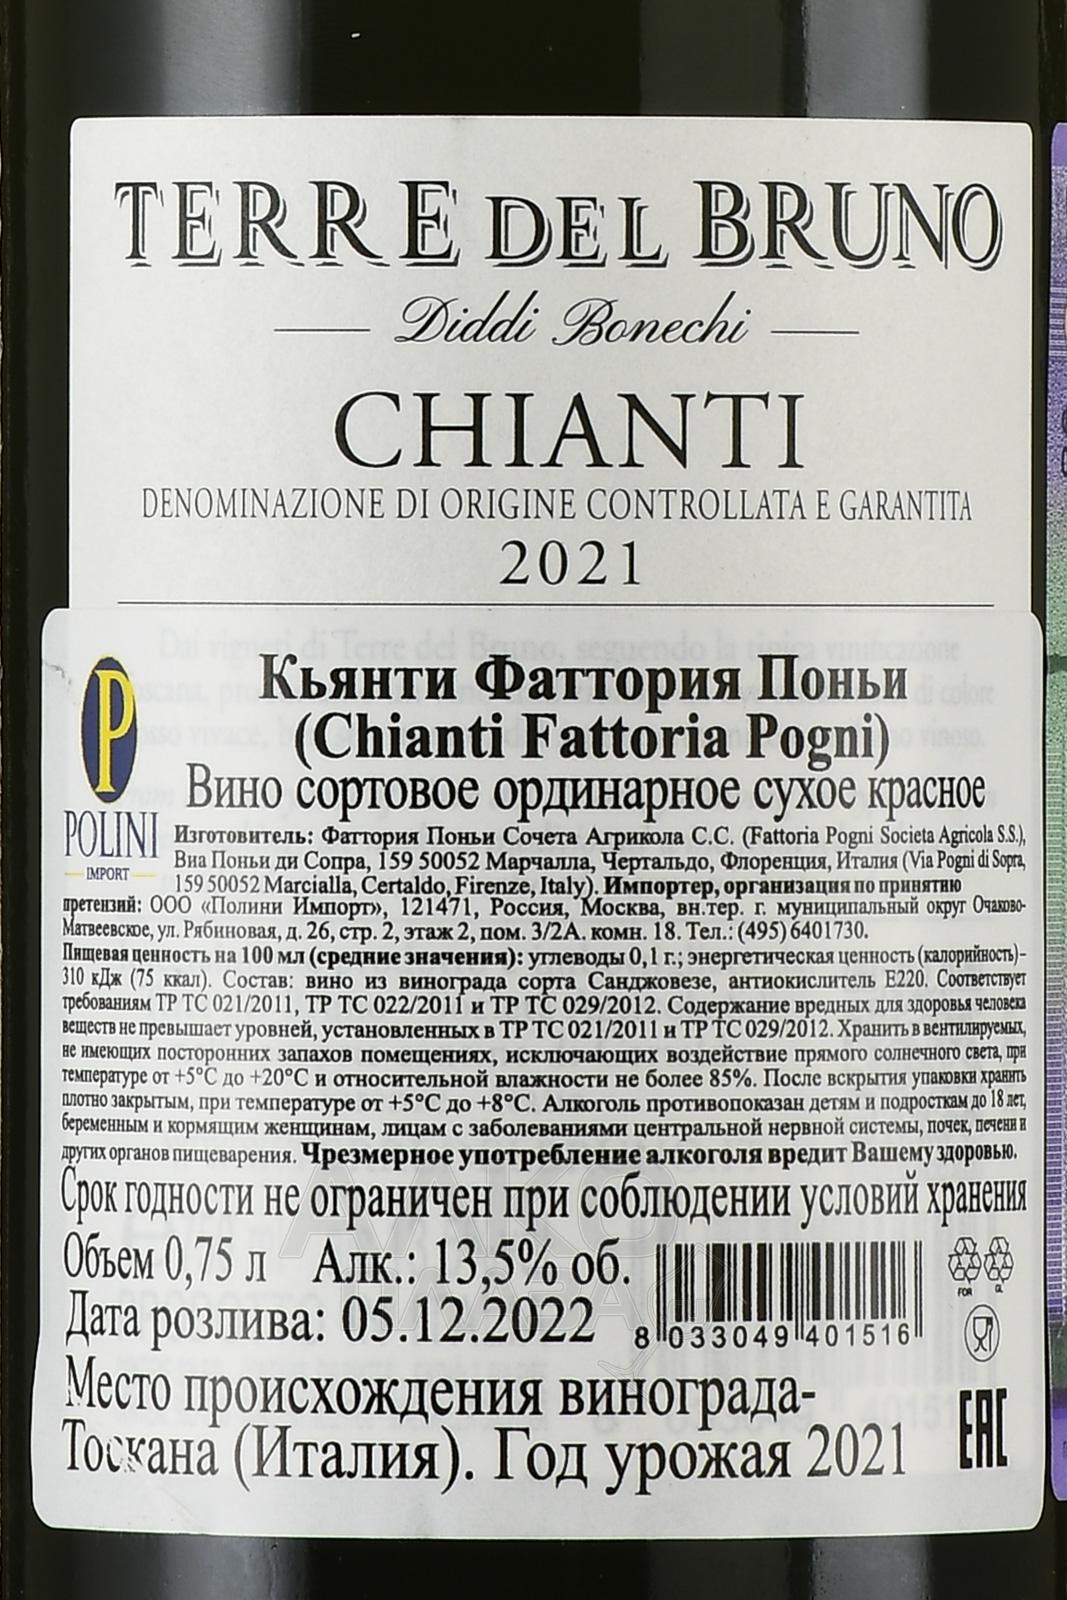 TERRE DEL BRUNO
Diddi Bonechi
CHIANTI
DENOMINAZIONE DI ORIGINE CONTROLLATA E GARANTITA
2021
Dai vigneti di Terre del Bruno, seguendo la tipica vinificazione
Кьянти Фаттория Поньи
(Chianti Fattoria Pogni)
Вино сортовое ординарное сухое красное
P
POLINI
IMPORT
Изготовитель: Фаттория Поньи Сочета Агрикола С.С. (Fattoria Pogni Societa Agricola S.S.),
Виа Поньи ди Сопра, 159 50052 Марчалла, Чертальдо, Флоренция, Италия (Via Pogni di Sopra,
159 50052 Marcialla, Certaldo, Firenze, Italy). Импортер, организация по принятию
претензий: ООО «Полини Импорт», 121471, Россия, Москва, вн.тер. г. муниципальный округ Очаково-
Матвеевское, ул. Рябиновая, д. 26, стр. 2, этаж 2, пом. 3/2А. комн. 18. Тел.: (495) 6401730.
Пищевая ценность на 100 мл (средние значения): углеводы 0,1 г.; энергетическая ценность (калорийность)-
310 кДж (75 ккал). Состав: вино из винограда сорта Санджовезе, антиокислитель Е220. Соответствует
требованиям ТР ТС 021/2011, ТР ТС 022/2011 и ТР ТС 029/2012. Содержание вредных для здоровья человека
веществ не превышает уровней, установленных в ТР ТС 021/2011 и ТР ТС 029/2012. Хранить в вентилируемых,
не имеющих посторонних запахов помещениях, исключающих воздействие прямого солнечного света, при
температуре от +5°С до +20°С и относительной влажности не более 85%. После вскрытия упаковки хранить
плотно закрытым, при температуре от +5°С до +8°С. Алкоголь противопоказан детям и подросткам до 18 лет,
беременным и кормящим женщинам, лицам с заболеваниями центральной нервной системы, почек, печени и
других органов пищеварения. Чрезмерное употребление алкоголя вредит Вашему здоровью.
Срок годности не ограничен при соблюдении условий хранения
Объем 0,75 л Алк.: 13,5% об.
Дата розлива: 05.12.2022
8 033049 401516
FOR GL
Место происхождения винограда-
Тоскана (Италия). Год урожая 2021
EAC